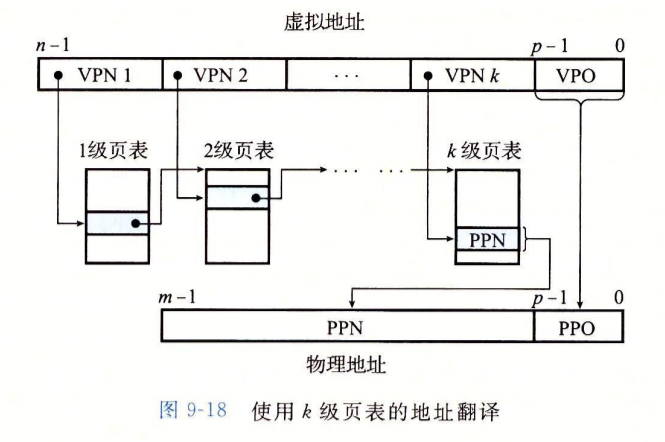 虚拟地址
n-1 p-1 0
VPN 1 VPN 2 ... VPN k VPO
1级页表 2级页表 ... ... k 级页表
PPN
m-1 p-1 0
PPN PPO
物理地址
图 9-18 使用 k 级页表的地址翻译